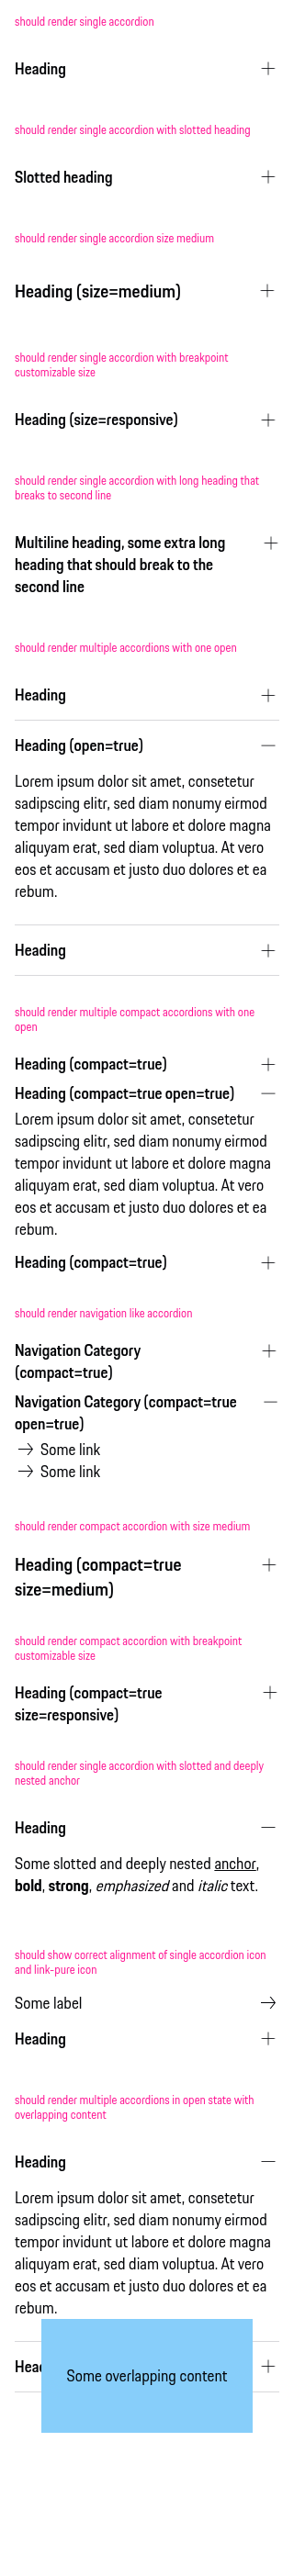 should render single accordion
Heading
should render single accordion with slotted heading
Slotted heading
should render single accordion size medium
Heading (size=medium)
should render single accordion with breakpoint
customizable size
Heading (size=responsive)
should render single accordion with long heading that
breaks to second line
Multiline heading, some extra long
heading that should break to the
second line
should render multiple accordions with one open
Heading
Heading (open=true)
Lorem ipsum dolor sit amet, consetetur
sadipscing elitr, sed diam nonumy eirmod
tempor invidunt ut labore et dolore magna
aliquyam erat, sed diam voluptua. At vero
eos et accusam et justo duo dolores et ea
rebum.
Heading
should render multiple compact accordions with one
open
Heading (compact=true)
Heading (compact=true open=true)
Lorem ipsum dolor sit amet, consetetur
sadipscing elitr, sed diam nonumy eirmod
tempor invidunt ut labore et dolore magna
aliquyam erat, sed diam voluptua. At vero
eos et accusam et justo duo dolores et ea
rebum.
Heading (compact=true)
should render navigation like accordion
Navigation Category
(compact=true)
Navigation Category (compact=true
open=true)
Some link
Some link
should render compact accordion with size medium
Heading (compact=true
size=medium)
should render compact accordion with breakpoint
customizable size
Heading (compact=true
size=responsive)
should render single accordion with slotted and deeply
nested anchor
Heading
Some slotted and deeply nested anchor,
bold, strong, emphasized and italic text.
should show correct alignment of single accordion icon
and link-pure icon
Some label
Heading
should render multiple accordions in open state with
overlapping content
Heading
Lorem ipsum dolor sit amet, consetetur
sadipscing elitr, sed diam nonumy eirmod
tempor invidunt ut labore et dolore magna
aliquyam erat, sed diam voluptua. At vero
eos et accusam et justo duo dolores et ea
rebum.
Some overlapping content